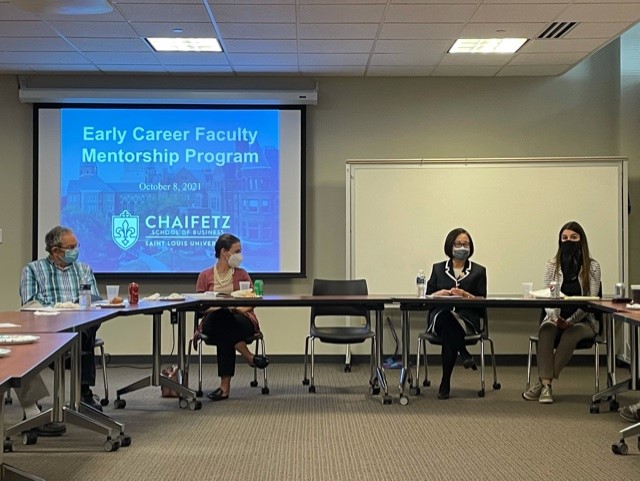 Early Career Faculty
Mentorship Program
October 8, 2021
CHAIFETZ
SCHOOL OF BUSINESS
SAINT LOUIS UNIVERSITY